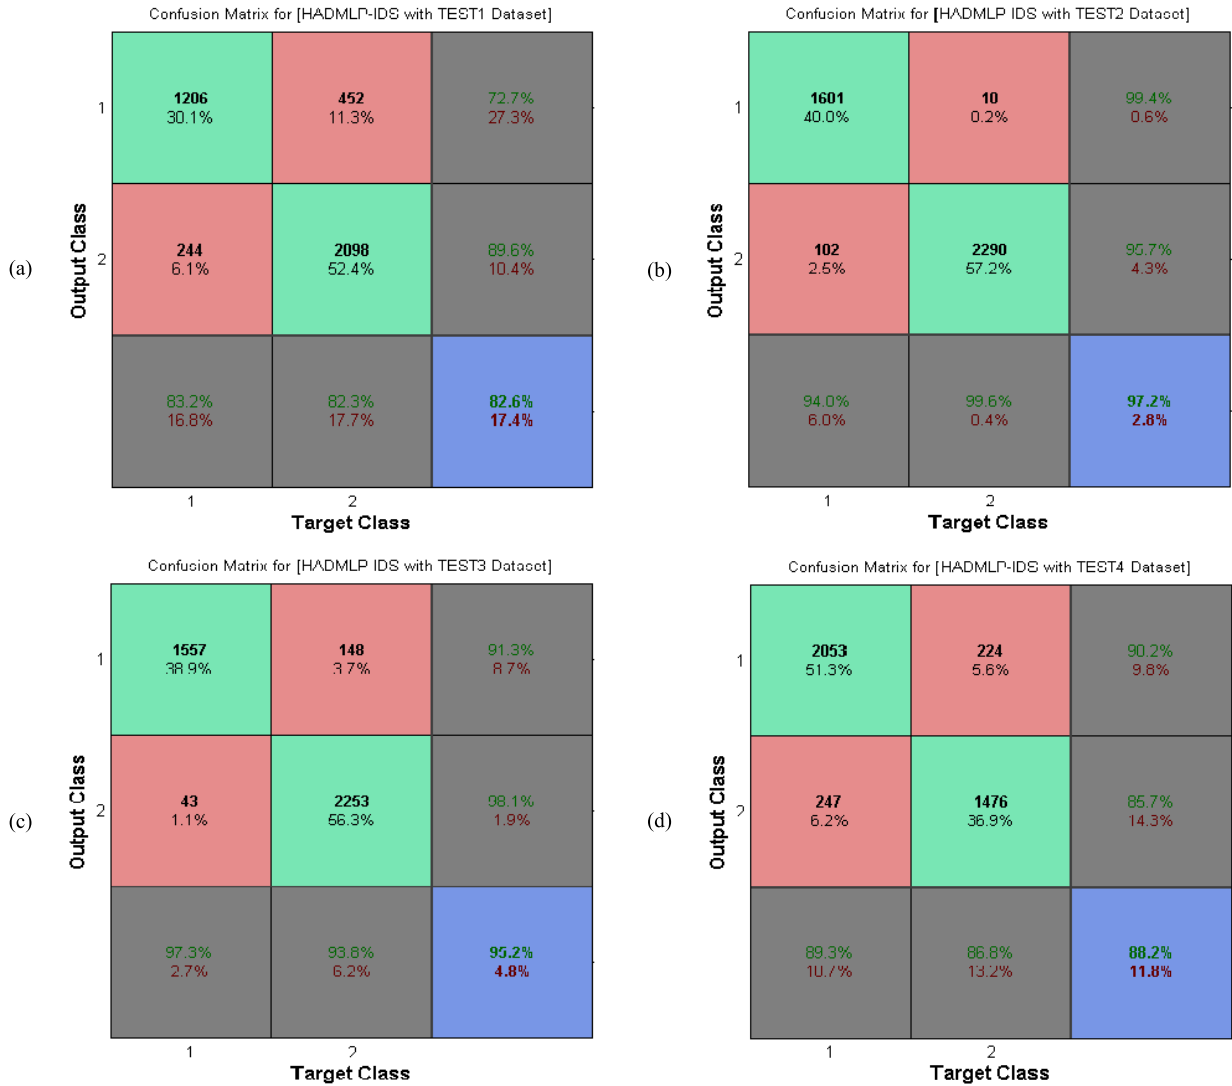 Confusion Matrix for [HADMLP-IDS with TEST1 Dataset]
1206 452 72.7%
30.1% 11.3% 27.3%
1
244 2098 89.6%
6.1% 52.4% 10.4%
2
83.2% 82.3% 82.6%
16.8% 17.7% 17.4%
1 2
Target Class
Output Class
(a)
Confusion Matrix for [HADMLP IDS with TEST2 Dataset]
1601 10 99.4%
40.0% 0.2% 0.6%
1
102 2290 95.7%
2.5% 57.2% 4.3%
2
94.0% 99.6% 97.2%
6.0% 0.4% 2.8%
1 2
Target Class
Output Class
(b)
Confusion Matrix for [HADMLP IDS with TEST3 Dataset]
1557 148 91.3%
38.9% 3.7% 8.7%
1
43 2253 98.1%
1.1% 56.3% 1.9%
2
97.3% 93.8% 95.2%
2.7% 6.2% 4.8%
1 2
Target Class
Output Class
(c)
Confusion Matrix for [HADMLP-IDS with TEST4 Dataset]
2053 224 90.2%
51.3% 5.6% 9.8%
1
247 1476 85.7%
6.2% 36.9% 14.3%
2
89.3% 86.8% 88.2%
10.7% 13.2% 11.8%
1 2
Target Class
Output Class
(d)